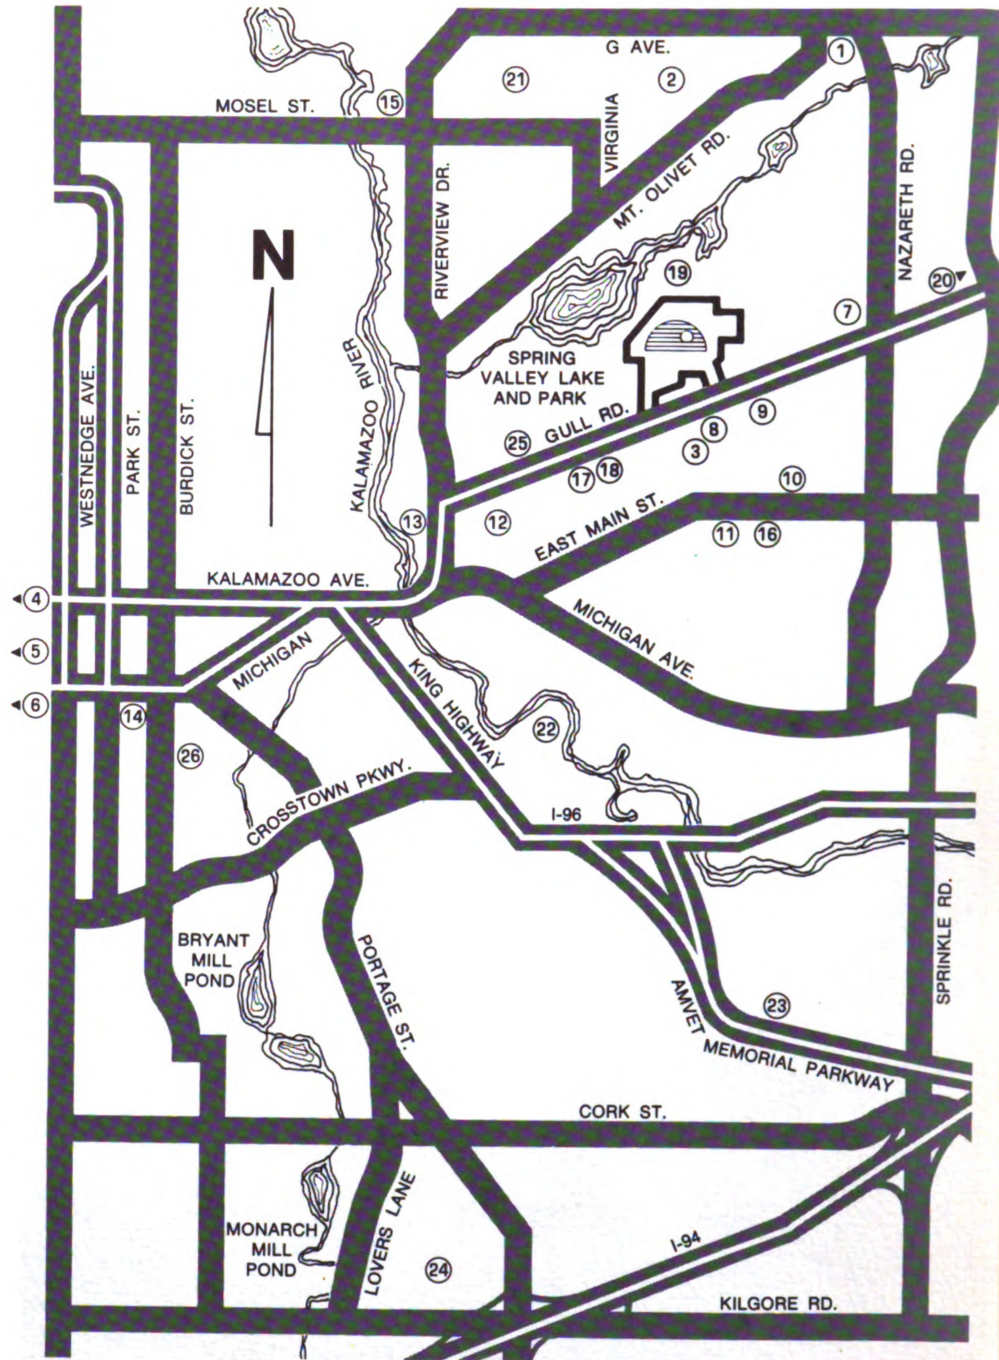 G AVE.
1
21
2
15
MOSEL ST.
VIRGINIA
MT. OLIVET RD.
NAZARETH RD.
N
RIVERVIEW DR.
19
20
7
KALAMAZOO RIVER
SPRING
VALLEY LAKE
AND PARK
GULL RD.
9
8
3
25
17
18
WESTNEDGE AVE.
PARK ST.
BURDICK ST.
10
13
12
EAST MAIN ST.
11
16
KALAMAZOO AVE.
4
5
6
MICHIGAN
MICHIGAN AVE.
KING HIGHWAY
14
22
26
CROSSTOWN PKWY.
I-96
BRYANT
MILL
POND
PORTAGE ST.
SPRINKLE RD.
23
AMVET
MEMORIAL PARKWAY
CORK ST.
MONARCH
MILL
POND
LOVERS LANE
24
I-94
KILGORE RD.